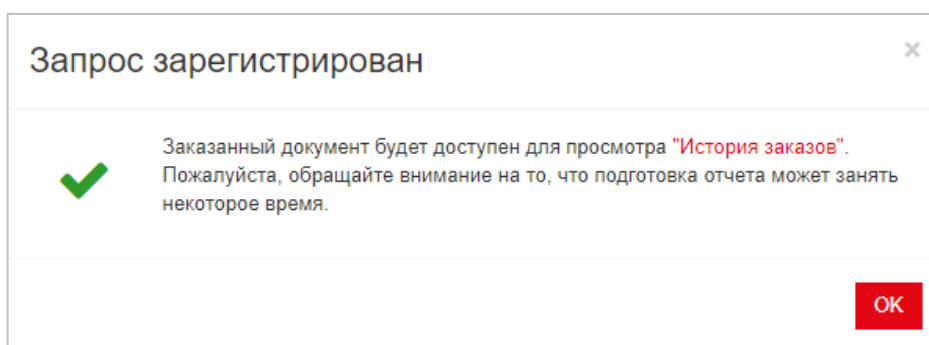 Запрос зарегистрирован
Заказанный документ будет доступен для просмотра "История заказов".
Пожалуйста, обращайте внимание на то, что подготовка отчета может занять
некоторое время.
OK